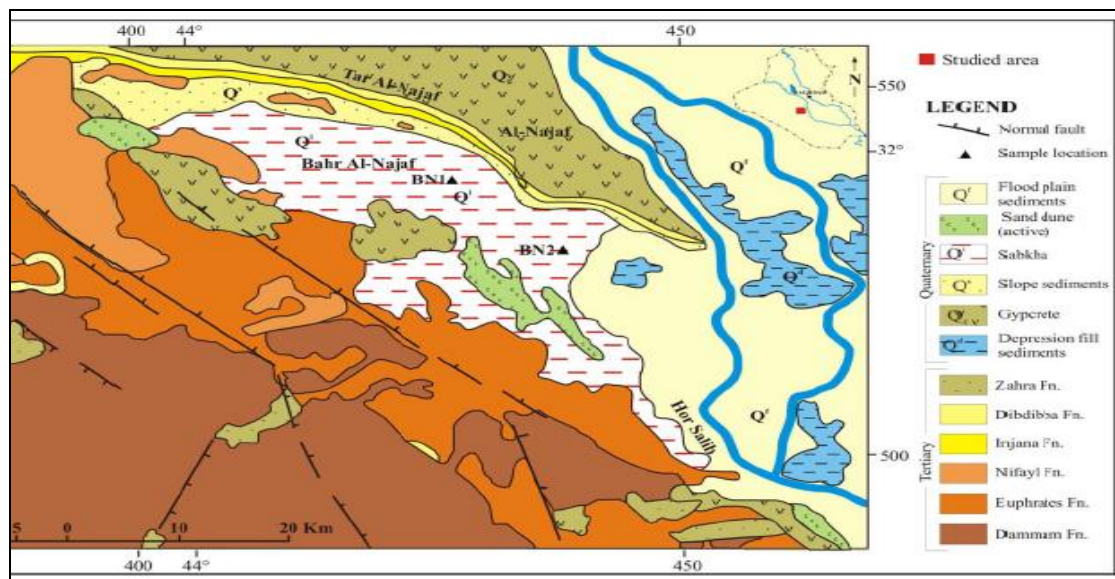 400 44° 450
550
32°
500
400 44° 450
Tar Al-Najaf
Al-Najaf
Bahr Al-Najaf
BN1
BN2
Hor Salih
5 0 10 20 Km
N
Studied area
LEGEND
Normal fault
Sample location
Quaternary
Flood plain
sediments
Sand dune
(active)
Sabkha
Slope sediments
Gypcrete
Depression fill
sediments
Tertiary
Zahra Fn.
Dibdibba Fn.
Injana Fn.
Nifayl Fn.
Euphrates Fn.
Dammam Fn.